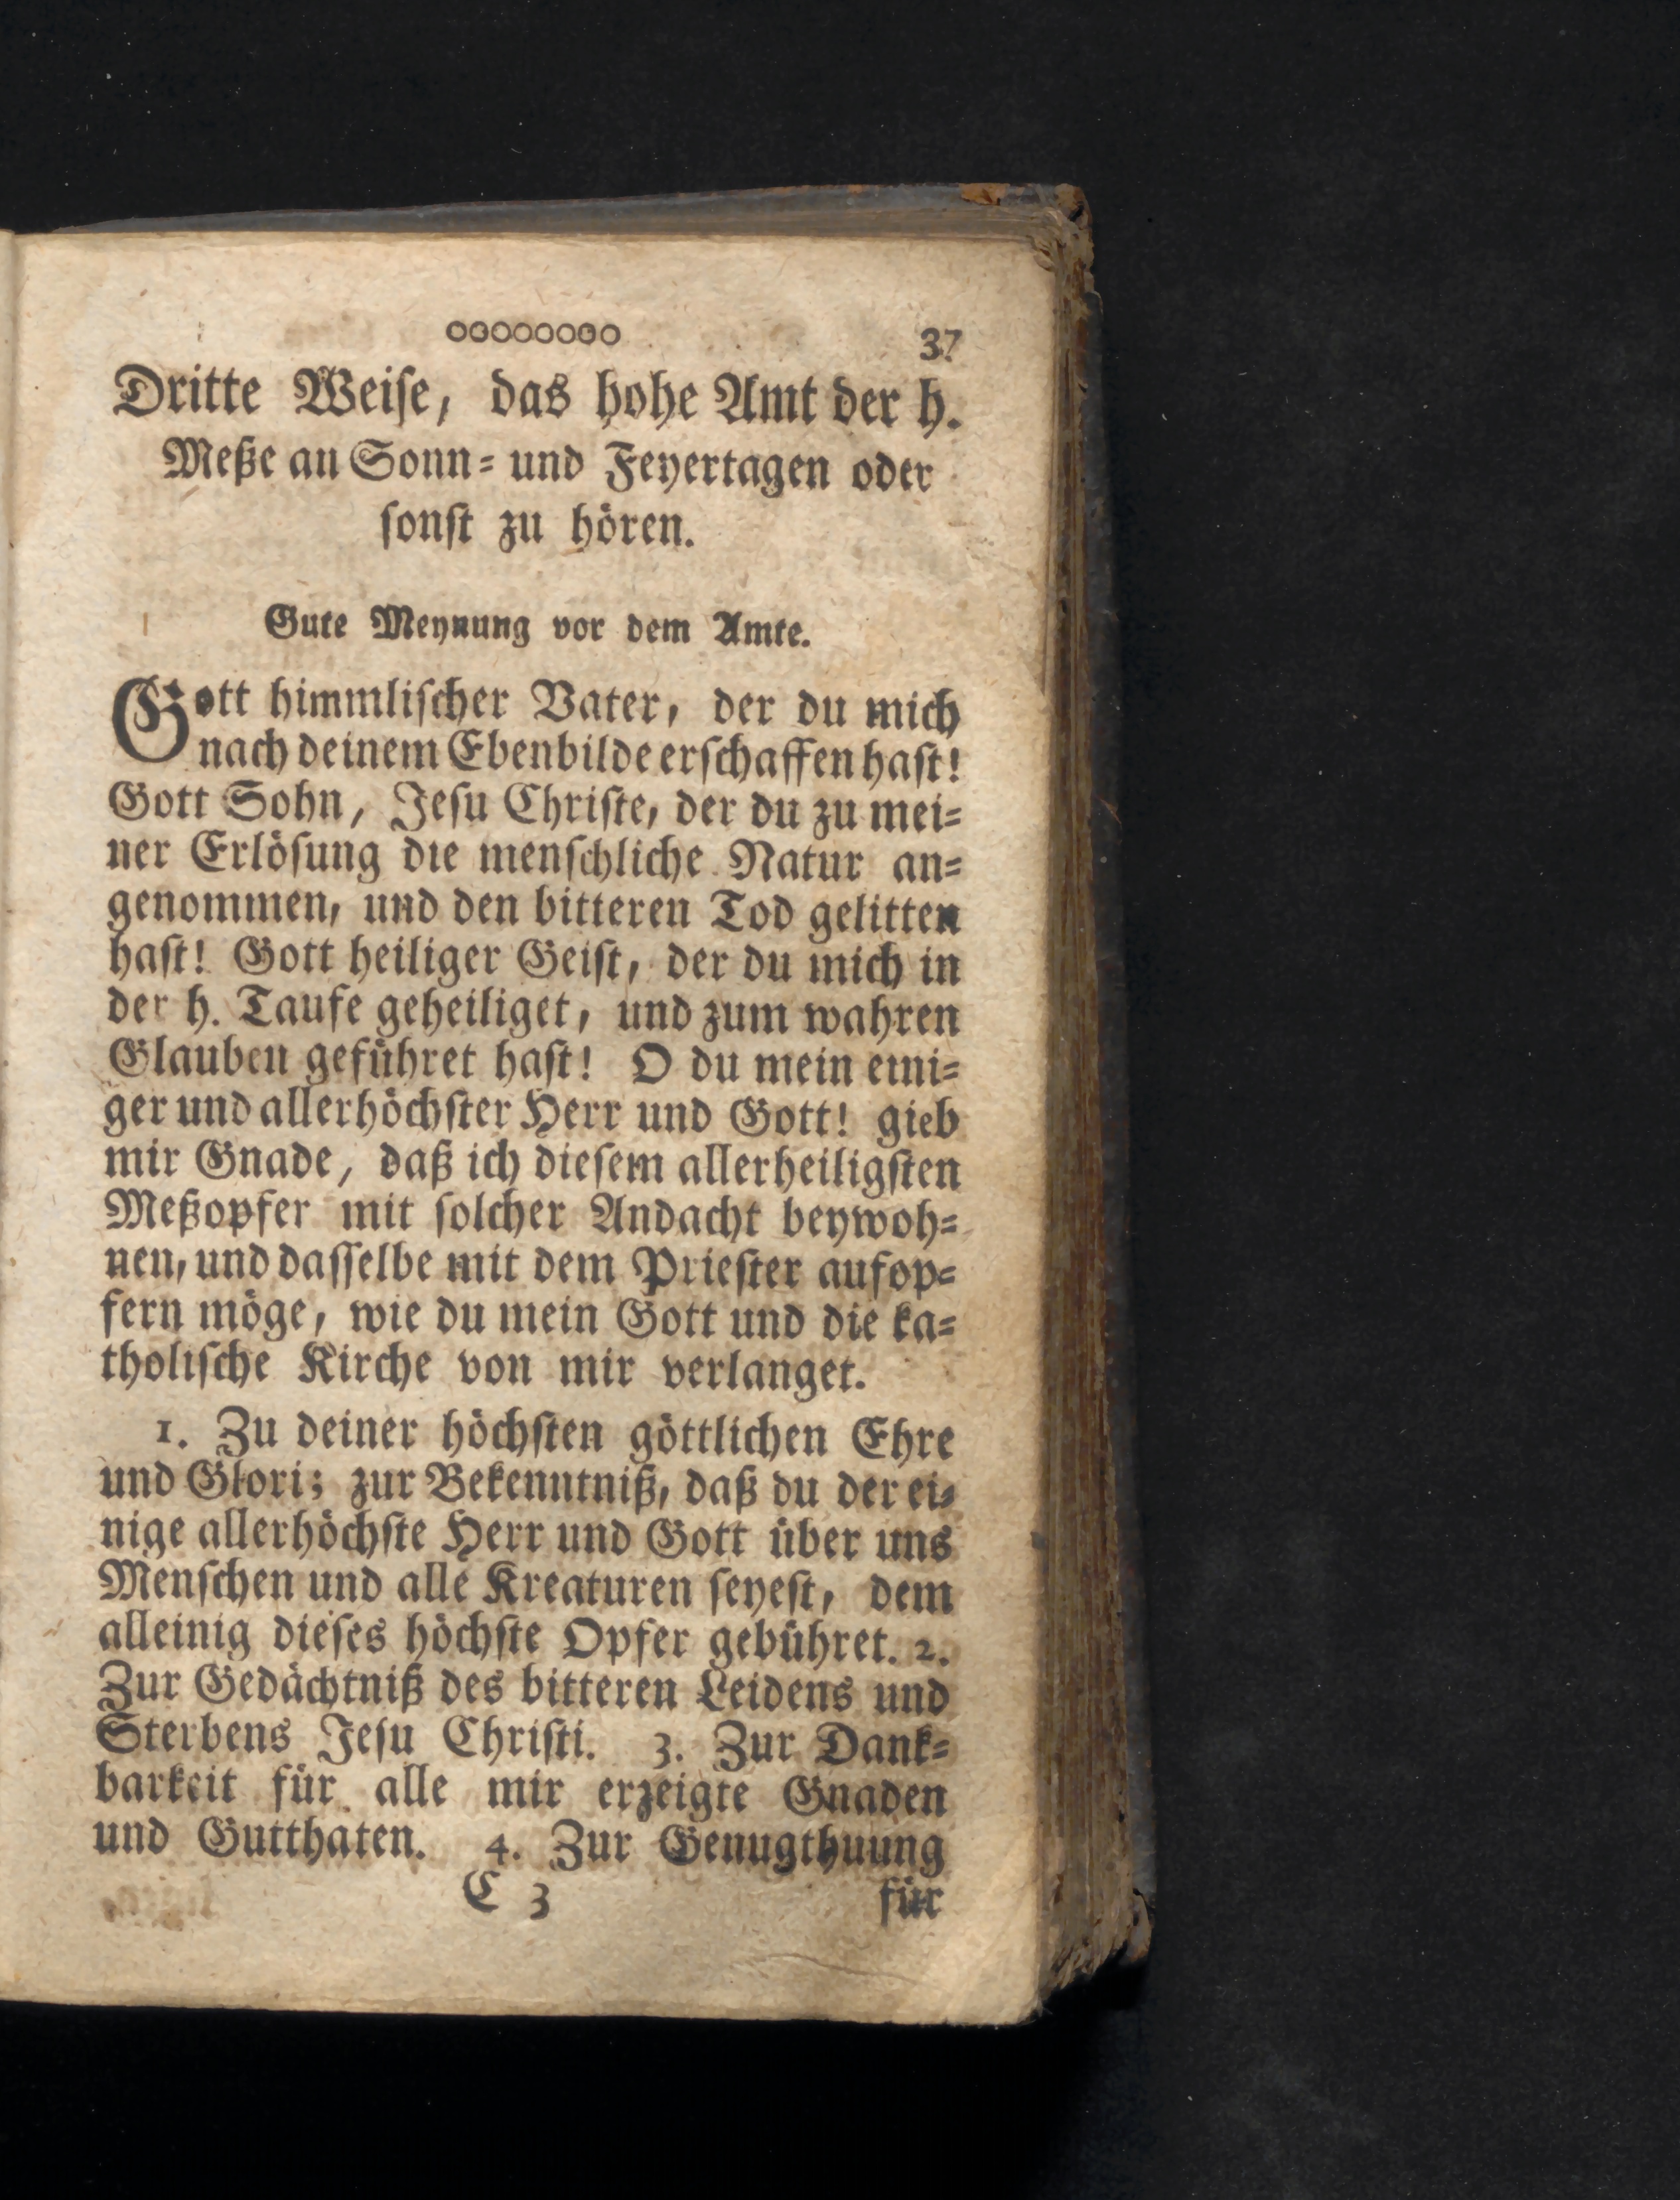 ○○○○○○○○ 37
Dritte Weiſe, das hohe Amt der h.
Meße an Sonn- und Feyertagen oder
ſonſt zu hören.
Gute Meynung vor dem Amte.
Gott himmliſcher Vater, der du mich
nach deinem Ebenbilde erſchaffen haſt!
Gott Sohn, Jeſu Chriſte, der du zu mei-
ner Erlöſung die menſchliche Natur an-
genommen, und den bitteren Tod gelitten
haſt! Gott heiliger Geiſt, der du mich in
der h. Taufe geheiliget, und zum wahren
Glauben geführet haſt! O du mein eini-
ger und allerhöchſter Herr und Gott! gieb
mir Gnade, daß ich dieſem allerheiligſten
Meßopfer mit ſolcher Andacht beywoh-
nen, und daſſelbe mit dem Prieſter aufop-
fern möge, wie du mein Gott und die ka-
tholiſche Kirche von mir verlanget.
1. Zu deiner höchſten göttlichen Ehre
und Glori; zur Bekenntniß, daß du der ei-
nige allerhöchſte Herr und Gott über uns
Menſchen und alle Kreaturen ſeyeſt, dem
alleinig dieſes höchſte Opfer gebühret. 2.
Zur Gedächtniß des bitteren Leidens und
Sterbens Jeſu Chriſti. 3. Zur Dank-
barkeit für alle mir erzeigte Gnaden
und Gutthaten. 4. Zur Genugthuung
C 3 für